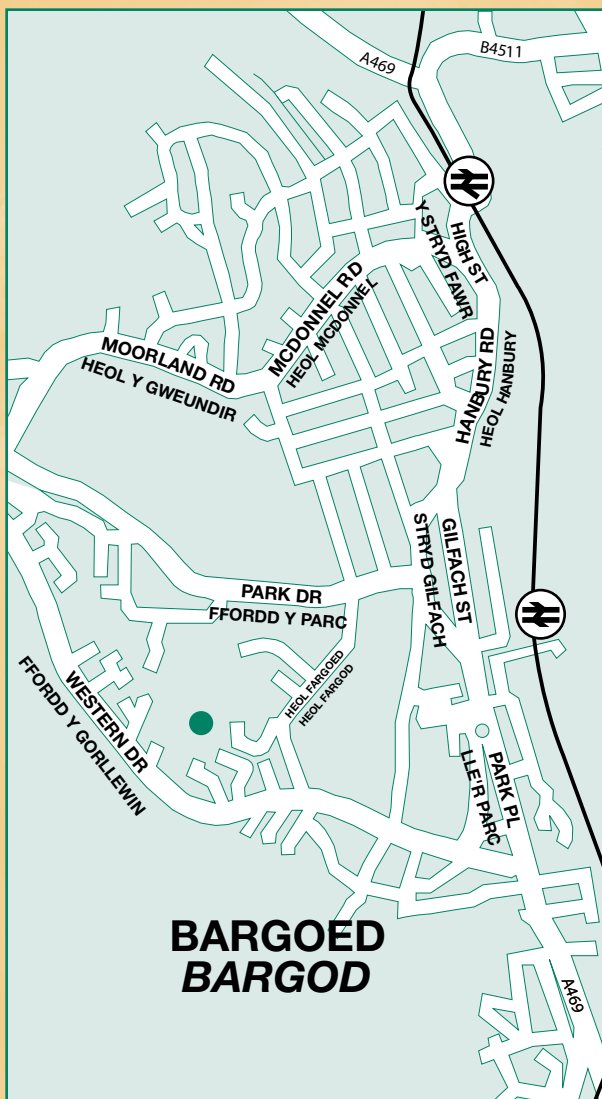 A469
B4511
HIGH ST
Y STRYD FAWR
MCDONNEL RD
HEOL MCDONNEL
MOORLAND RD
HEOL Y GWEUNDIR
HANBURY RD
HEOL HANBURY
GILFACH ST
STRYD GILFACH
PARK DR
FFORDD Y PARC
HEOL FARGOED
HEOL FARGOD
WESTERN DR
FFORDD Y GORLLEWIN
PARK PL
LLE'R PARC
BARGOED
BARGOD
A469